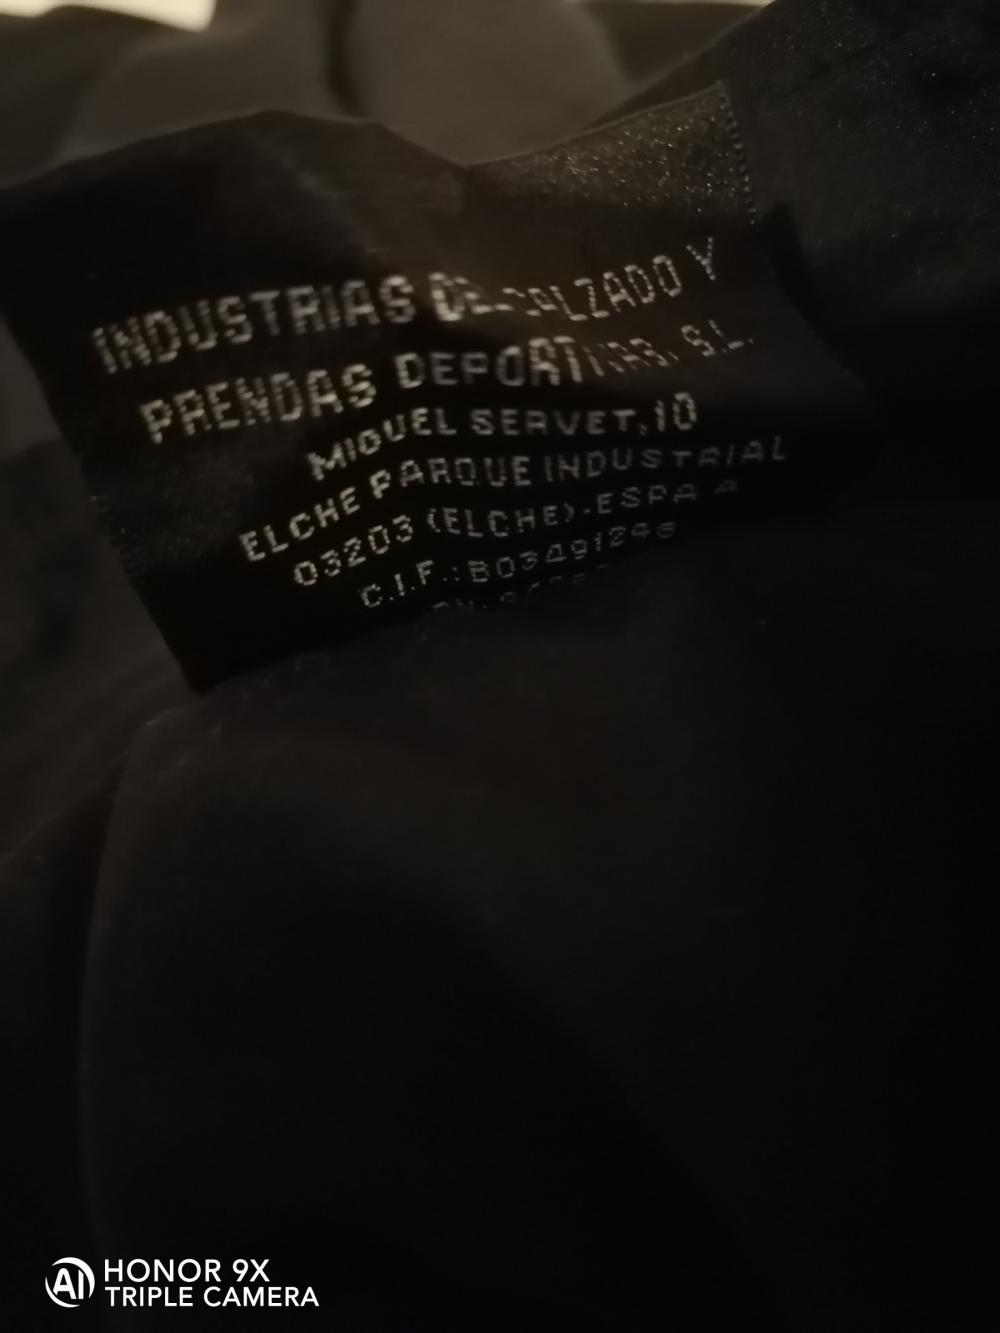 INDUSTRIAS DE CALZADO Y
PRENDAS DEPORTIVAS, S.L.
MIGUEL SERVET,10
ELCHE PARQUE INDUSTRIAL
03203 (ELCHE)-ESPA A
C.I.F.: B03491246
HONOR 9X
TRIPLE CAMERA